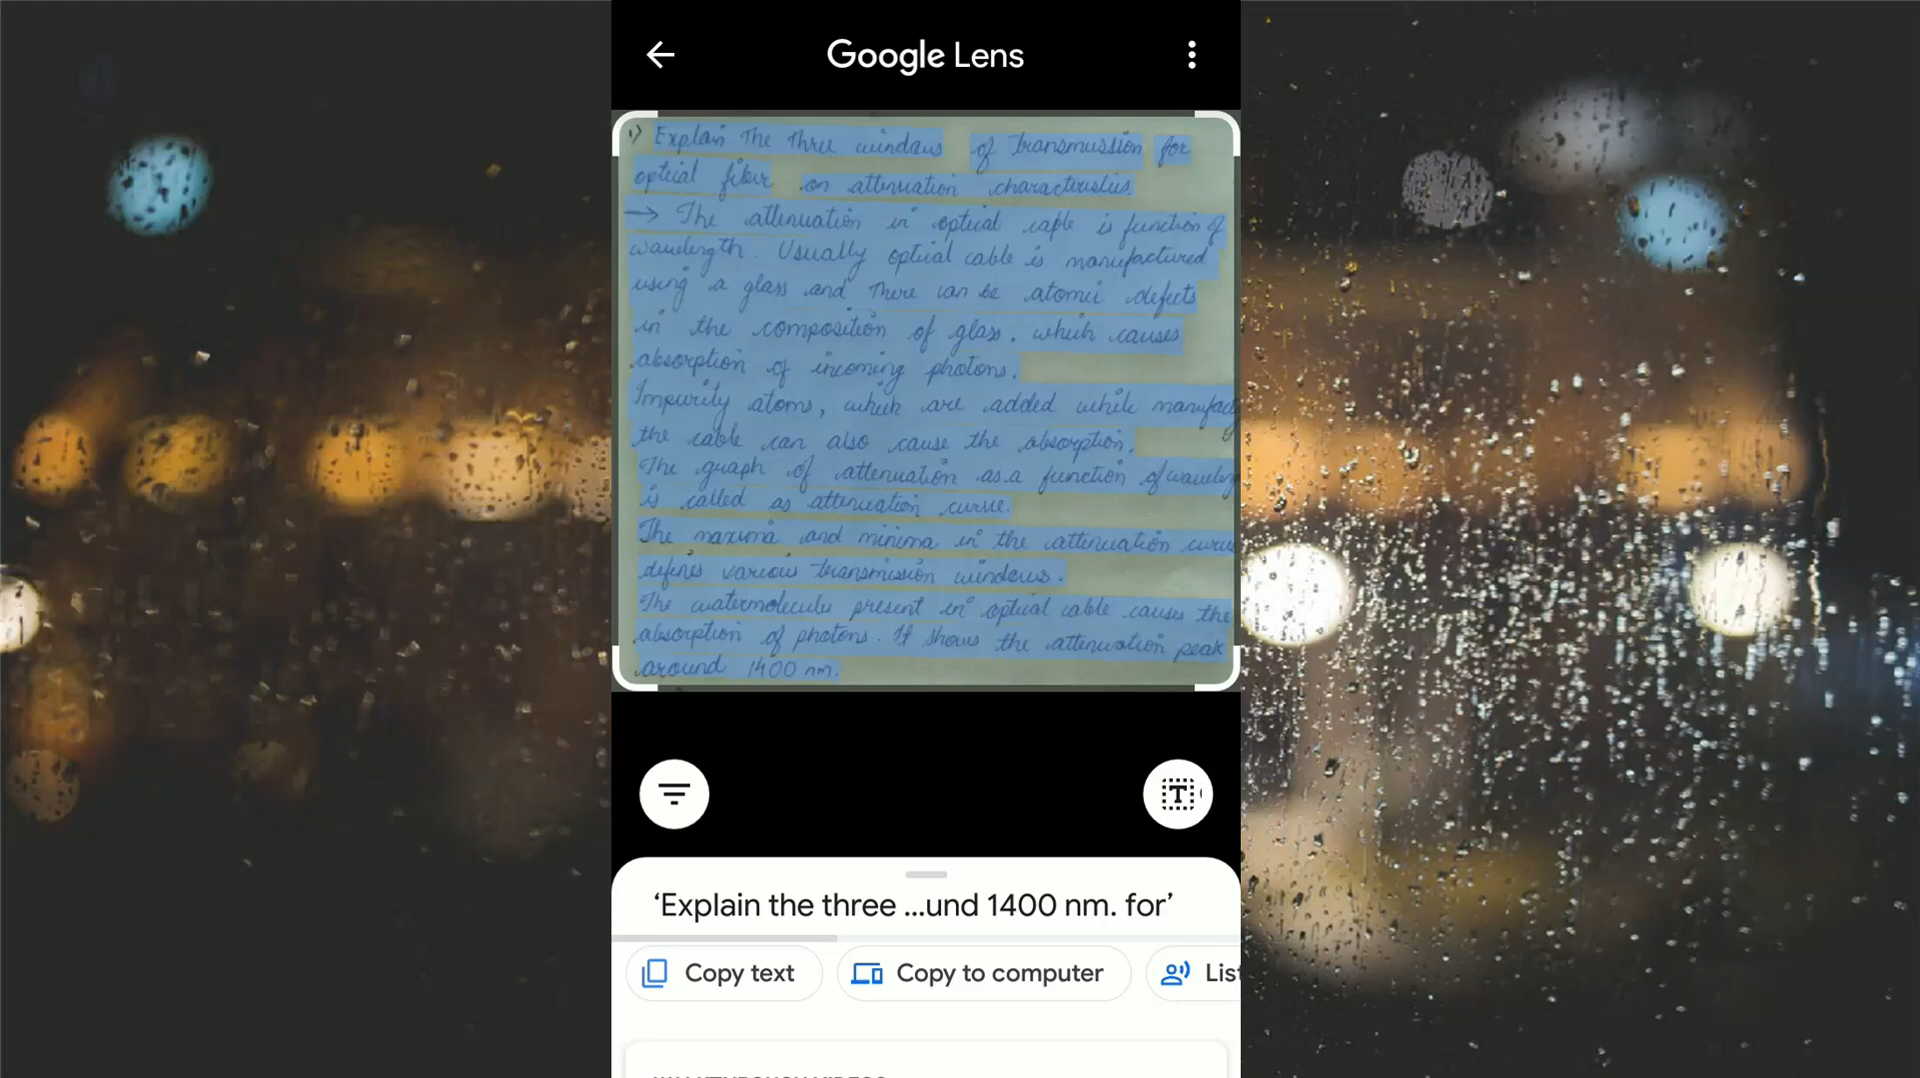 Google Lens
1) Explain The Three windows of Transmission for
optical fiber on attenuation characteristics.
→ The attenuation in optical cable is function of
wavelength. Usually optical cable is manufactured
using a glass and There can be atomic defects
in the composition of glass. which causes
absorption of incoming photons.
Impurity atoms, which are added while manufact
the cable can also cause the absorption.
The graph of attenuation as a function of waveleng
is called as attenuation curve.
The maxima and minima in the attenuation curve
defines various transmission windows.
The watermolecules present in optical cable causes the
absorption of photons. It shows the attenuation peak
around 1400 nm.
‘Explain the three ...und 1400 nm. for’
Copy text
Copy to computer
List